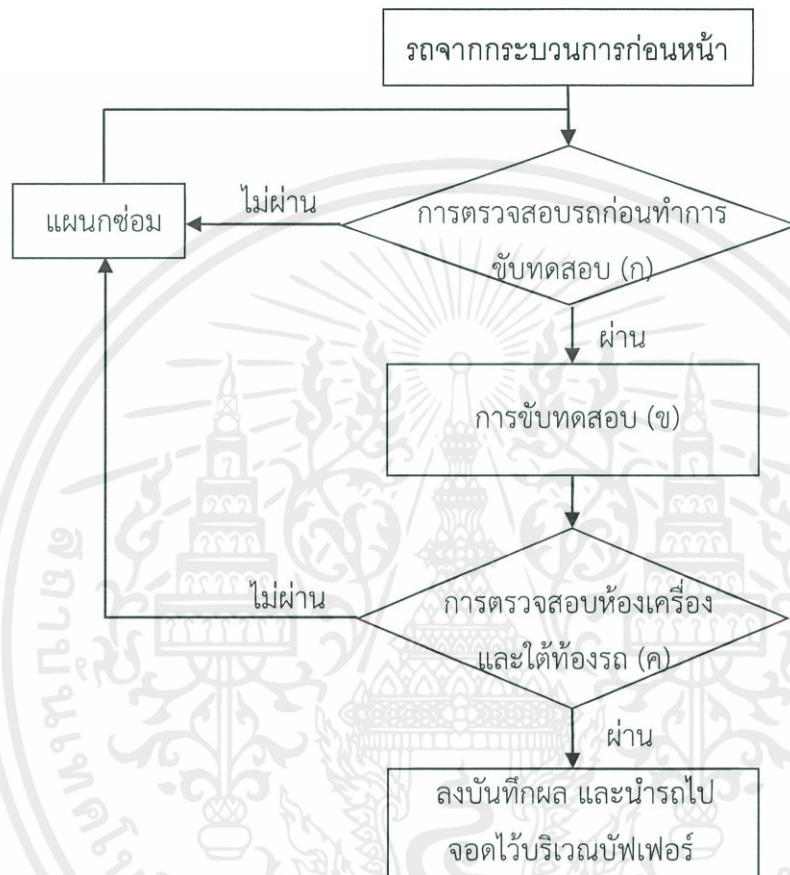 รถจากกระบวนการก่อนหน้า
แผนกซ่อม
ไม่ผ่าน
การตรวจสอบรถก่อนทำการ
ขับทดสอบ (ก)
ผ่าน
การขับทดสอบ (ข)
ไม่ผ่าน
การตรวจสอบห้องเครื่อง
และใต้ท้องรถ (ค)
ผ่าน
ลงบันทึกผล และนำรถไป
จอดไว้บริเวณบัฟเฟอร์